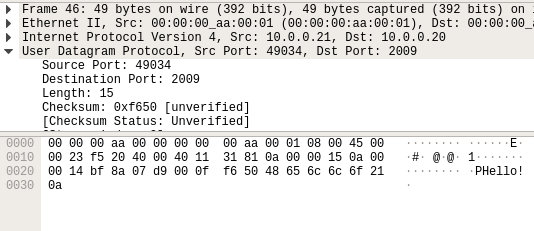 Frame 46: 49 bytes on wire (392 bits), 49 bytes captured (392 bits) on
Ethernet II, Src: 00:00:00_aa:00:01 (00:00:00:aa:00:01), Dst: 00:00:00_a
Internet Protocol Version 4, Src: 10.0.0.21, Dst: 10.0.0.20
User Datagram Protocol, Src Port: 49034, Dst Port: 2009
Source Port: 49034
Destination Port: 2009
Length: 15
Checksum: 0xf650 [unverified]
[Checksum Status: Unverified]
0000 00 00 00 aa 00 00 00 00 00 aa 00 01 08 00 45 00 ········ ······E·
0010 00 23 f5 20 40 00 40 11 31 81 0a 00 00 15 0a 00 ·#· @·@· 1·······
0020 00 14 bf 8a 07 d9 00 0f f6 50 48 65 6c 6c 6f 21 ········ ·PHello!
0030 0a ·